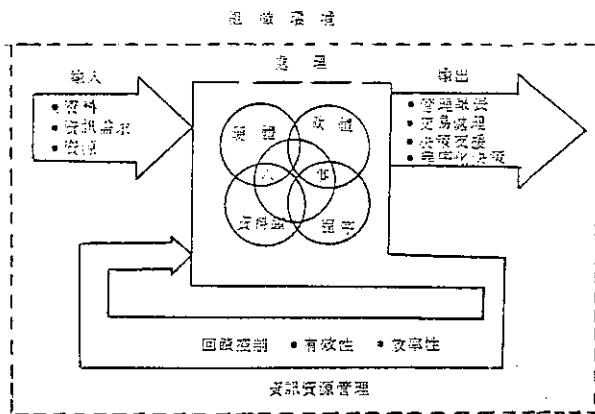 組織環境
輸入
處理
輸出
● 資料
● 資訊需求
● 資源
● 管理報表
● 交易處理
● 決策支援
● 程序化決策
硬體
軟體
人
資料庫
程序
回饋控制 ● 有效性 ● 效率性
資訊資源管理